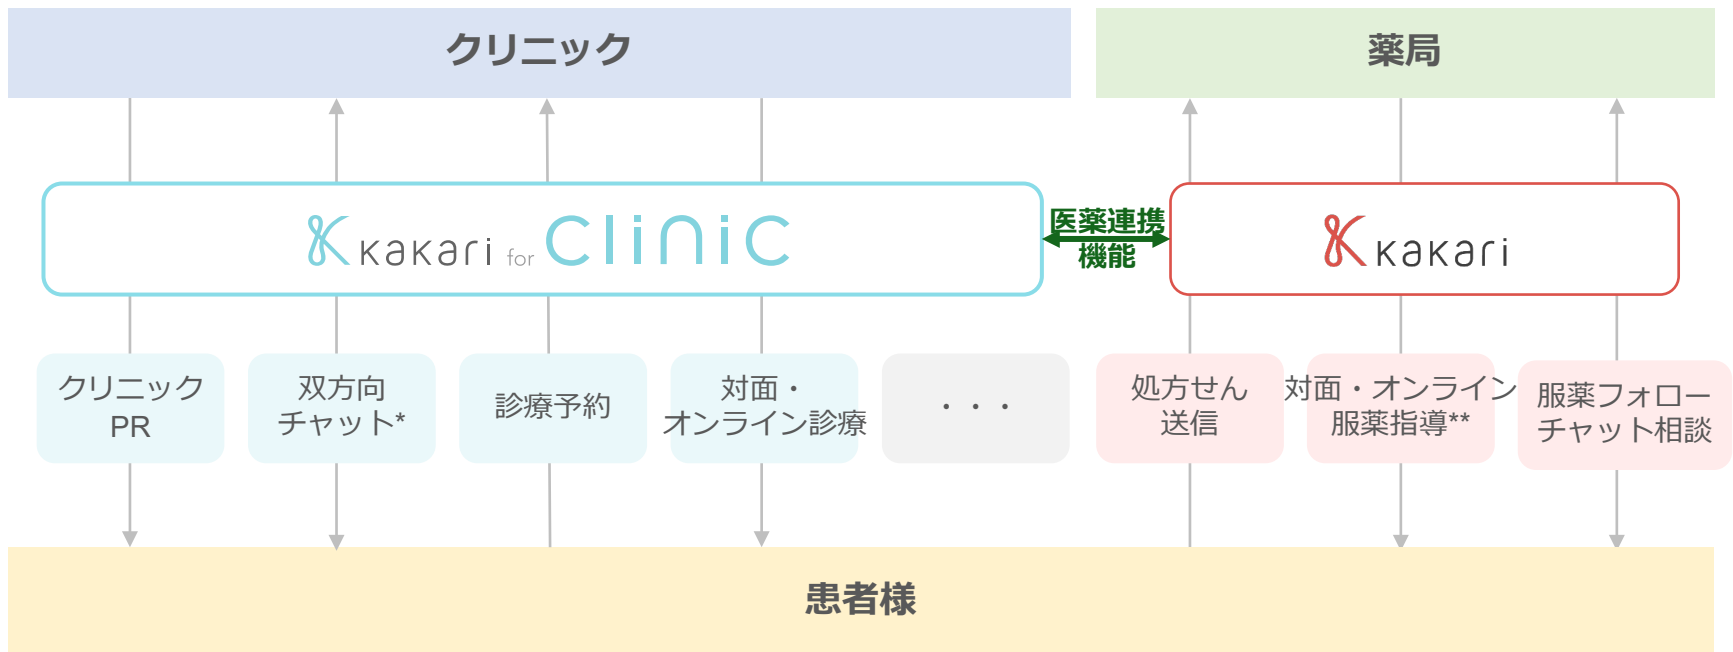 クリニック
薬局
kakari for CLINIC
医薬連携
機能
kakari
クリニック
PR
双方向
チャット*
診療予約
対面・
オンライン診療
・・・
処方せん
送信
対面・オンライン
服薬指導**
服薬フォロー
チャット相談
患者様